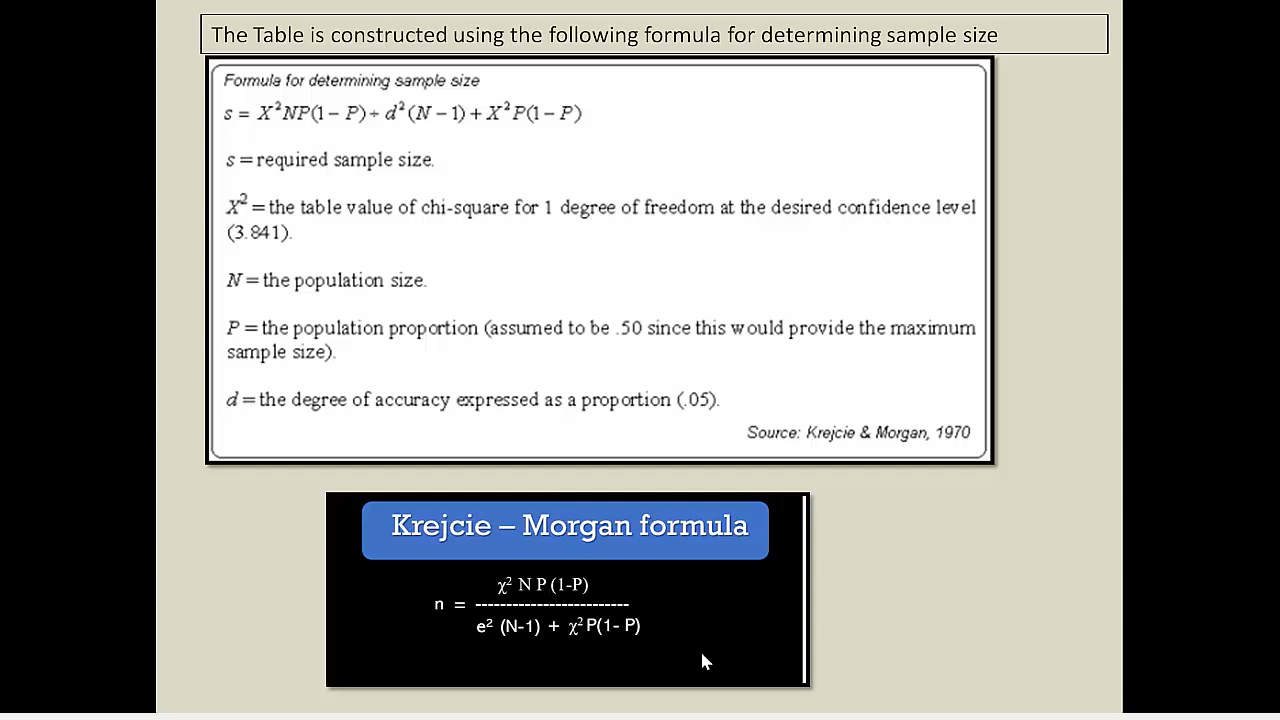 The Table is constructed using the following formula for determining sample size
Formula for determining sample size
s = X²NP(1 − P) ÷ d²(N − 1) + X²P(1 − P)
s = required sample size.
X² = the table value of chi-square for 1 degree of freedom at the desired confidence level
(3.841).
N = the population size.
P = the population proportion (assumed to be .50 since this would provide the maximum
sample size).
d = the degree of accuracy expressed as a proportion (.05).
Source: Krejcie & Morgan, 1970
Krejcie – Morgan formula
χ² N P (1-P)
n = -------------------------
e² (N-1) + χ² P(1- P)